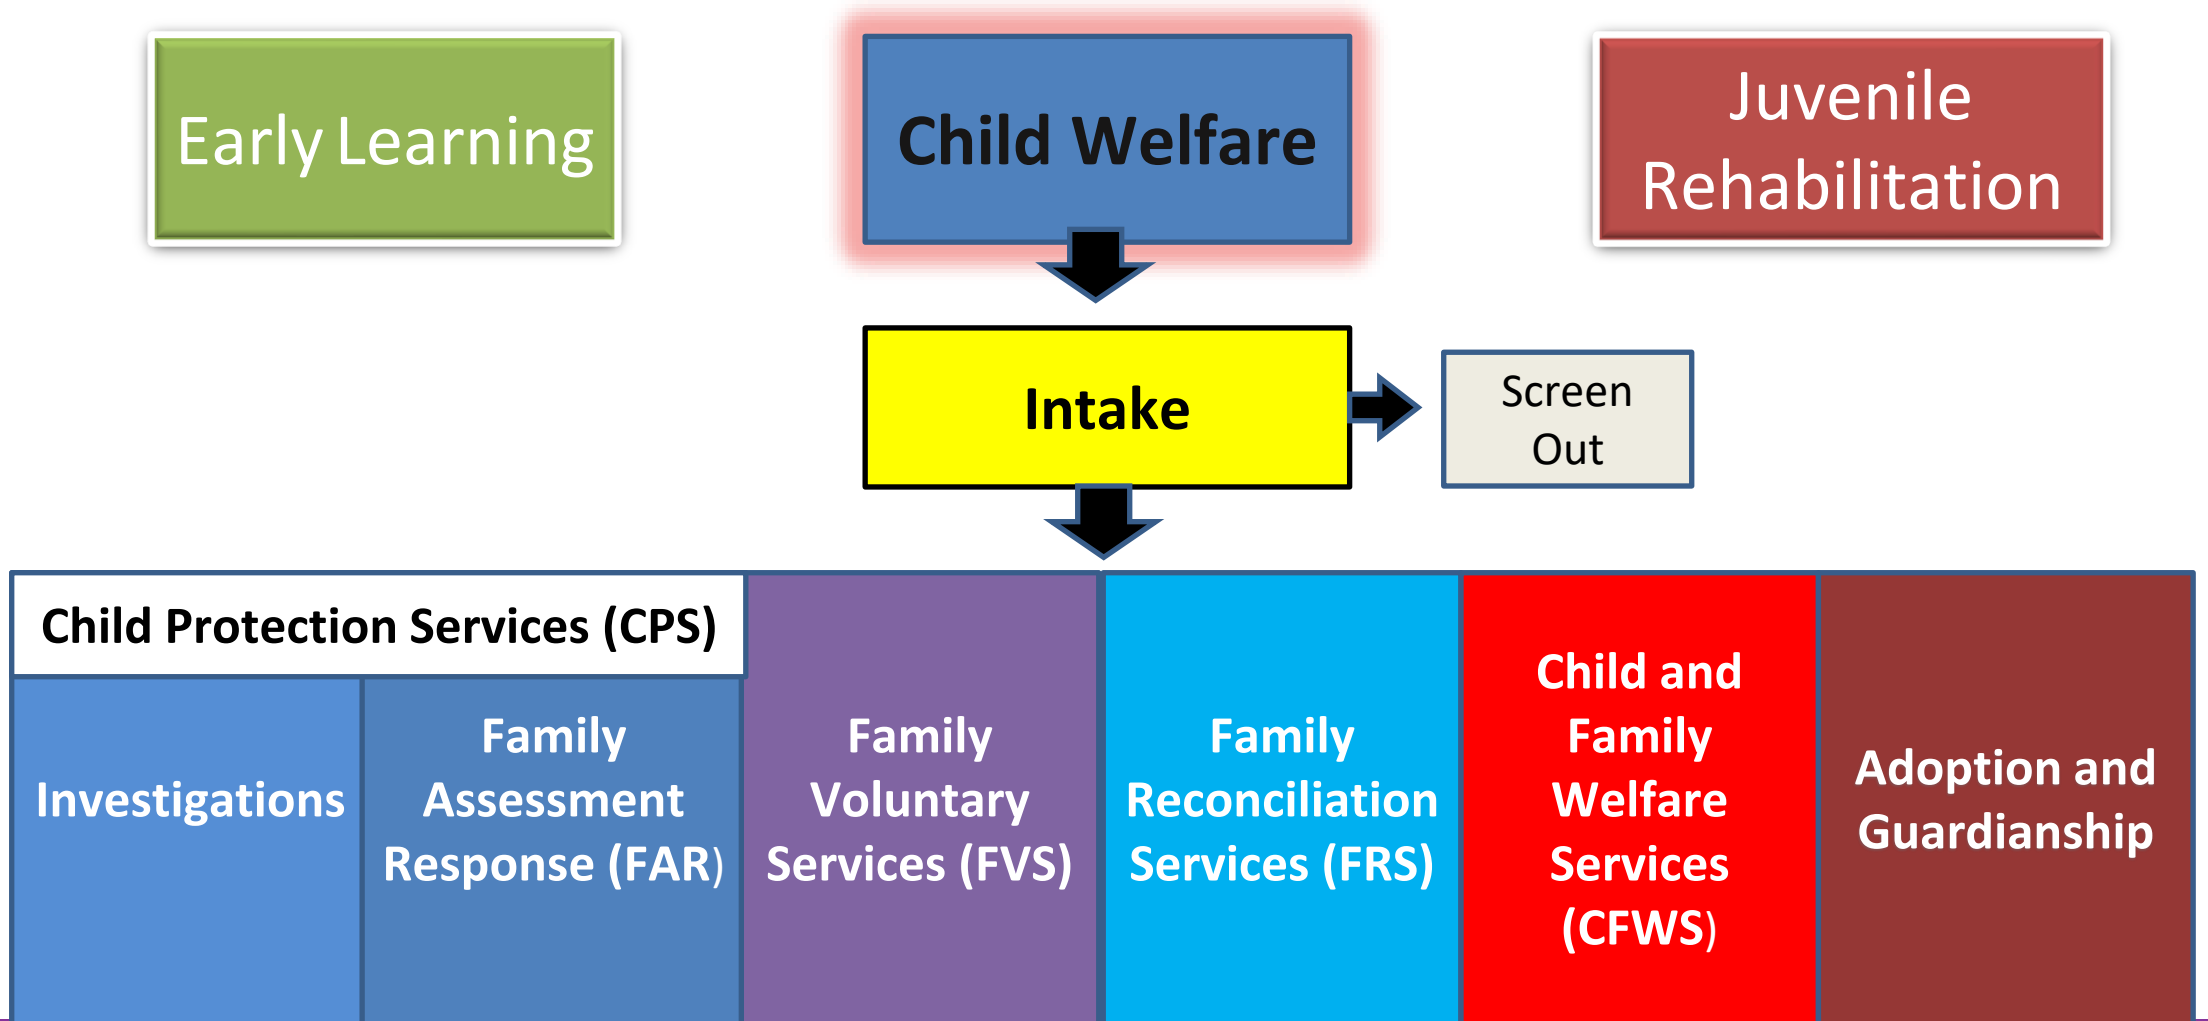 Early Learning
Child Welfare
Juvenile
Rehabilitation
Intake
Screen
Out
Child Protection Services (CPS)
Investigations
Family
Assessment
Response (FAR)
Family
Voluntary
Services (FVS)
Family
Reconciliation
Services (FRS)
Child and
Family
Welfare
Services
(CFWS)
Adoption and
Guardianship